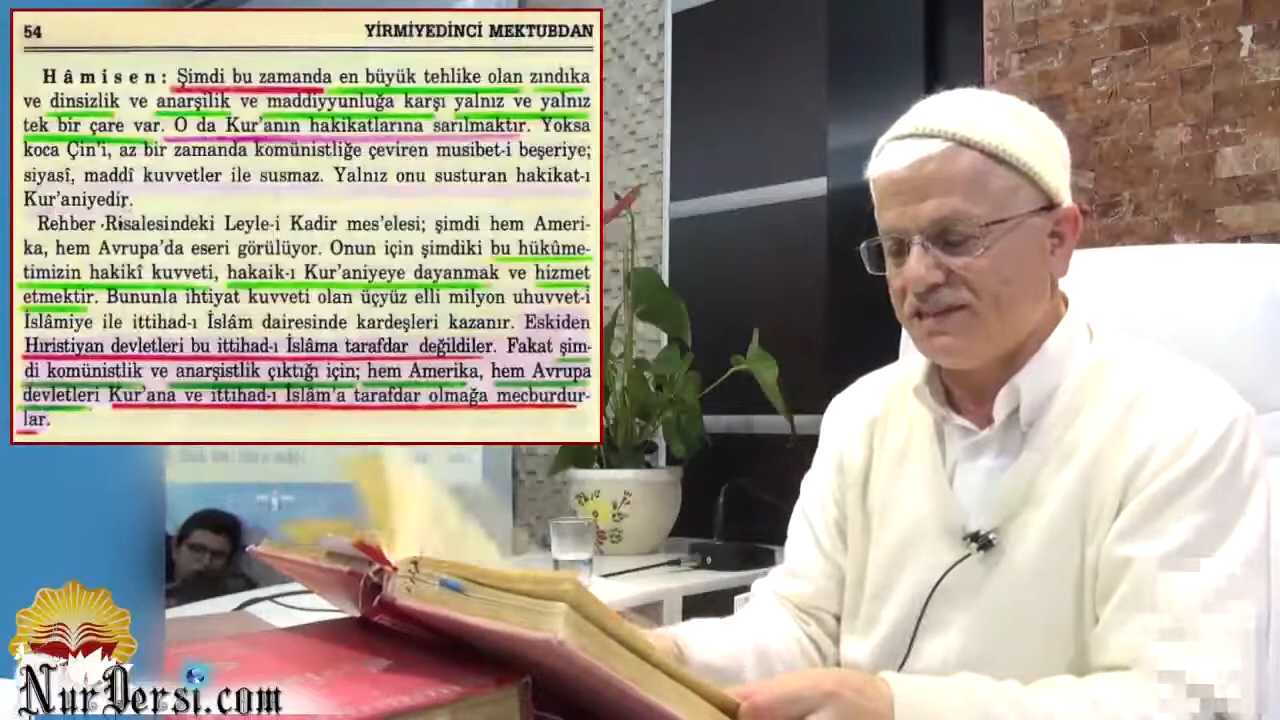 54
YİRMİYEDİNCİ MEKTUBDAN
Hâmisen: Şimdi bu zamanda en büyük tehlike olan zındıka
ve dinsizlik ve anarşilik ve maddiyyunluğa karşı yalnız ve yalnız
tek bir çare var. O da Kur'anın hakikatlarına sarılmaktır. Yoksa
koca Çin'i, az bir zamanda komünistliğe çeviren musibet-i beşeriye;
siyasî, maddî kuvvetler ile susmaz. Yalnız onu susturan hakikat-ı
Kur'aniyedir.
Rehber Risalesindeki Leyle-i Kadir mes'elesi; şimdi hem Ameri-
ka, hem Avrupa'da eseri görülüyor. Onun için şimdiki bu hükûme-
timizin hakikî kuvveti, hakaik-ı Kur'aniyeye dayanmak ve hizmet
etmektir. Bununla ihtiyat kuvveti olan üçyüz elli milyon uhuvvet-i
İslâmiye ile ittihad-ı İslâm dairesinde kardeşleri kazanır. Eskiden
Hıristiyan devletleri bu ittihad-ı İslâma tarafdar değildiler. Fakat şim-
di komünistlik ve anarşistlik çıktığı için; hem Amerika, hem Avrupa
devletleri Kur'ana ve ittihad-ı İslâm'a tarafdar olmağa mecburdur-
lar.
NurDersi.com